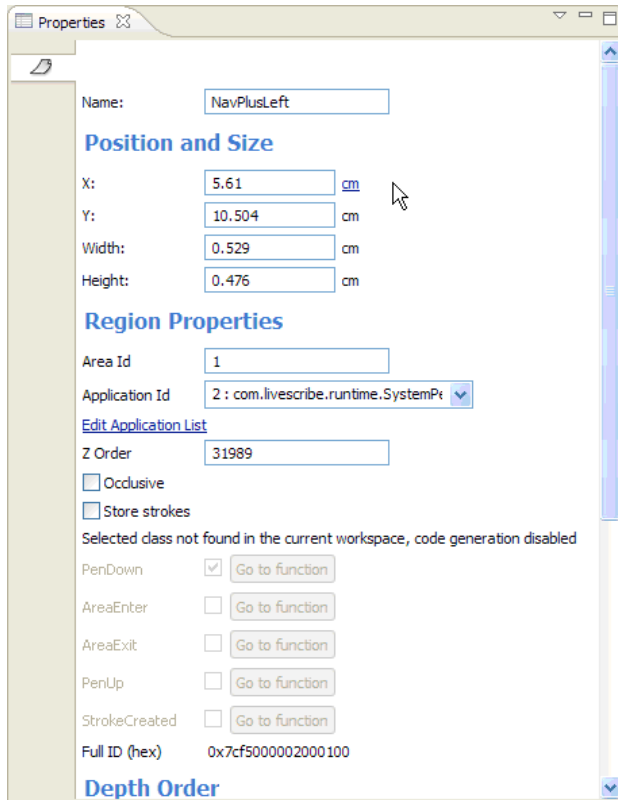 Properties
Name: NavPlusLeft
Position and Size
X: 5.61 cm
Y: 10.504 cm
Width: 0.529 cm
Height: 0.476 cm
Region Properties
Area Id 1
Application Id 2 : com.livescribe.runtime.SystemPe
Edit Application List
Z Order 31989
Occlusive
Store strokes
Selected class not found in the current workspace, code generation disabled
PenDown Go to function
AreaEnter Go to function
AreaExit Go to function
PenUp Go to function
StrokeCreated Go to function
Full ID (hex) 0x7cf5000002000100
Depth Order